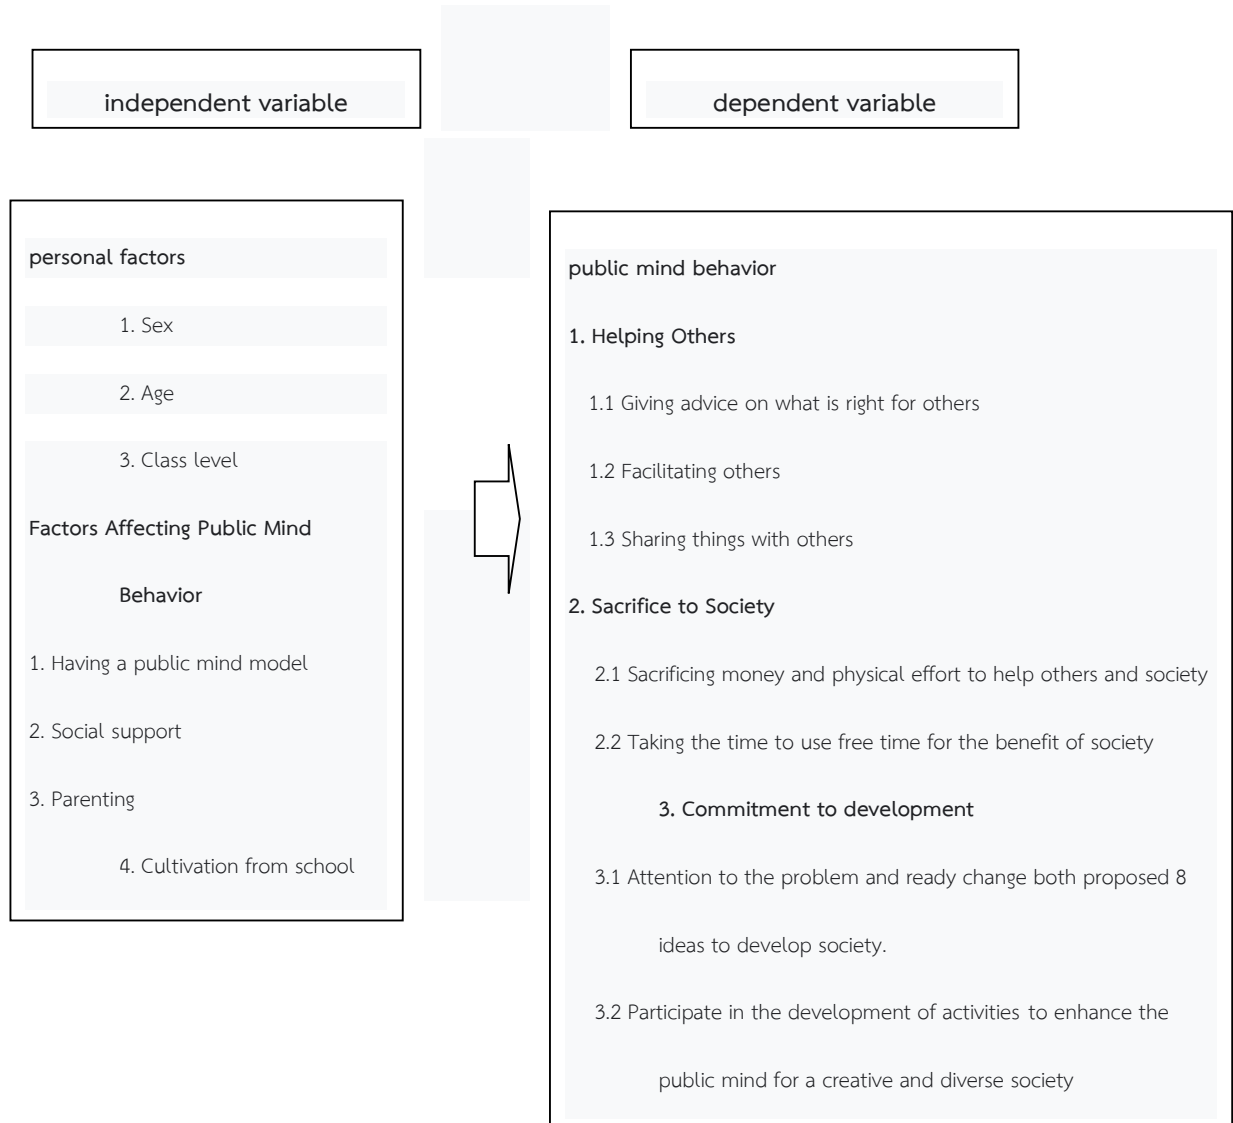 independent variable
dependent variable
personal factors
1. Sex
2. Age
3. Class level
Factors Affecting Public Mind
Behavior
1. Having a public mind model
2. Social support
3. Parenting
4. Cultivation from school
public mind behavior
1. Helping Others
1.1 Giving advice on what is right for others
1.2 Facilitating others
1.3 Sharing things with others
2. Sacrifice to Society
2.1 Sacrificing money and physical effort to help others and society
2.2 Taking the time to use free time for the benefit of society
3. Commitment to development
3.1 Attention to the problem and ready change both proposed 8
ideas to develop society.
3.2 Participate in the development of activities to enhance the
public mind for a creative and diverse society